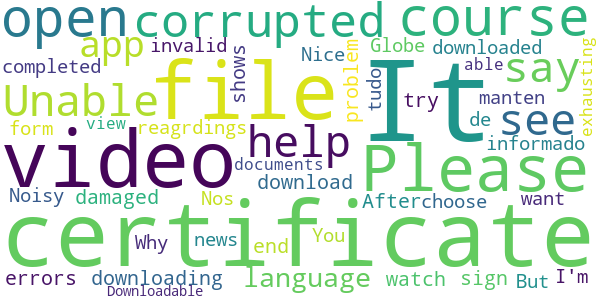 open corrupted course
app invalid shows Nice Globe downloaded
completed problem able say exhausting
Unable file It tudo try manten
form view reagrdings help see de informado
video documents Please
Noisy damaged Nos download After choose want
certificate
Why news end You
errors downloading language watch sign But I'm
Downloadable